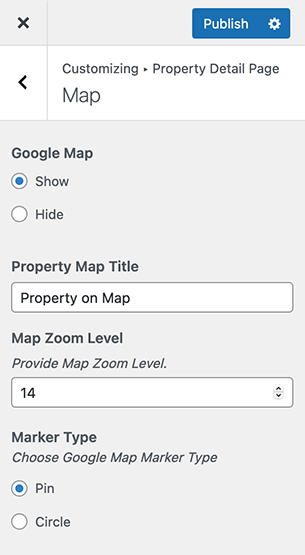 Publish
Customizing ▸ Property Detail Page
Map
Google Map
Show
Hide
Property Map Title
Property on Map
Map Zoom Level
Provide Map Zoom Level.
14
Marker Type
Choose Google Map Marker Type
Pin
Circle